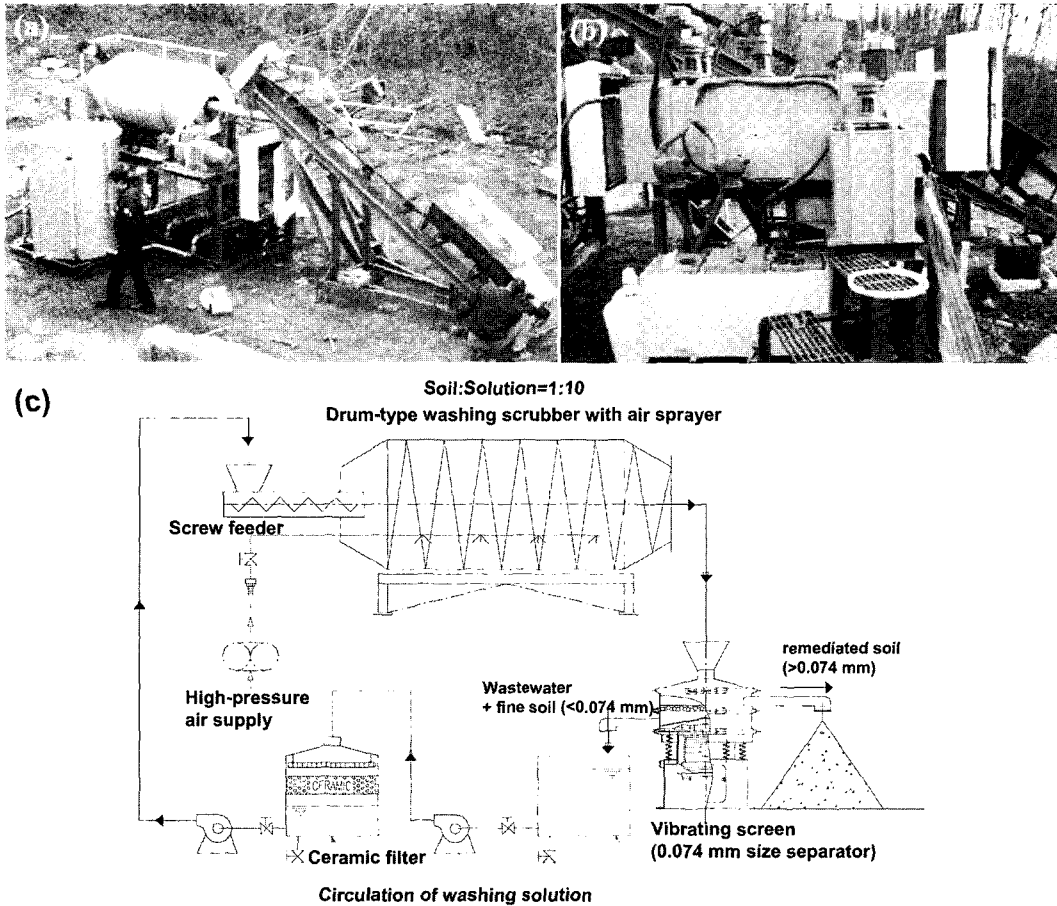 (a)
(b)
(c)
Soil:Solution=1:10
Drum-type washing scrubber with air sprayer
Screw feeder
High-pressure
air supply
remediated soil
(>0.074 mm)
Wastewater
+ fine soil (<0.074 mm)
CERAMIC
Ceramic filter
Vibrating screen
(0.074 mm size separator)
Circulation of washing solution